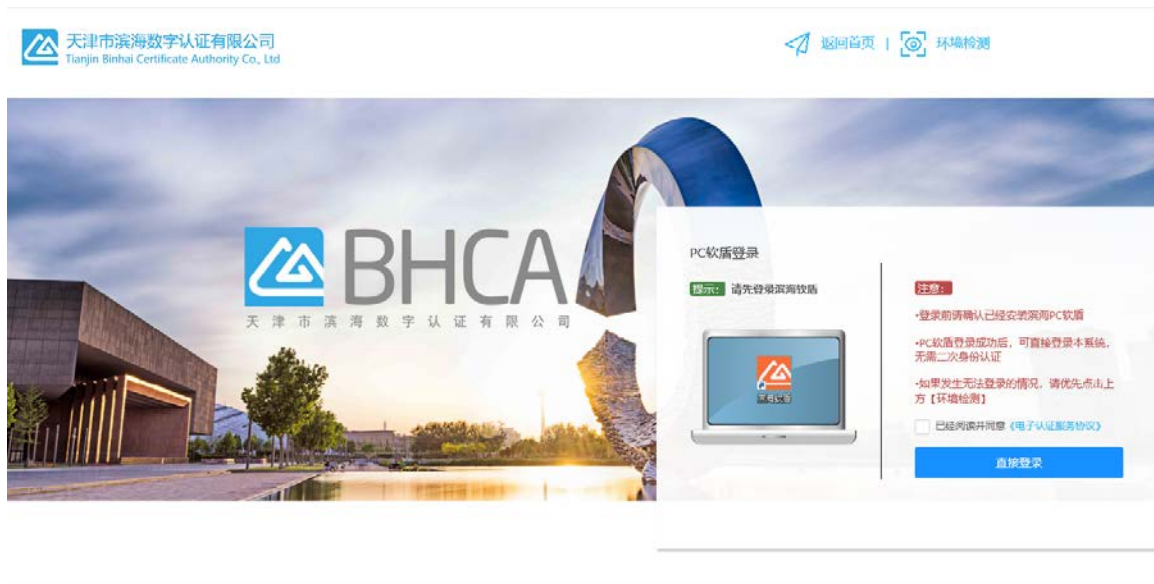 天津市滨海数字认证有限公司
Tianjin Binhai Certificate Authority Co., Ltd
返回首页 | 环境检测
BHCA
天津市滨海数字认证有限公司
PC软盾登录
提示： 请先登录滨海软盾
滨海软盾
注意：
•登录前请确认已经安装滨海PC软盾
•PC软盾登录成功后，可直接登录本系统，
无需二次身份认证
•如果发生无法登录的情况，请优先点击上
方【环境检测】
已经阅读并同意《电子认证服务协议》
直接登录